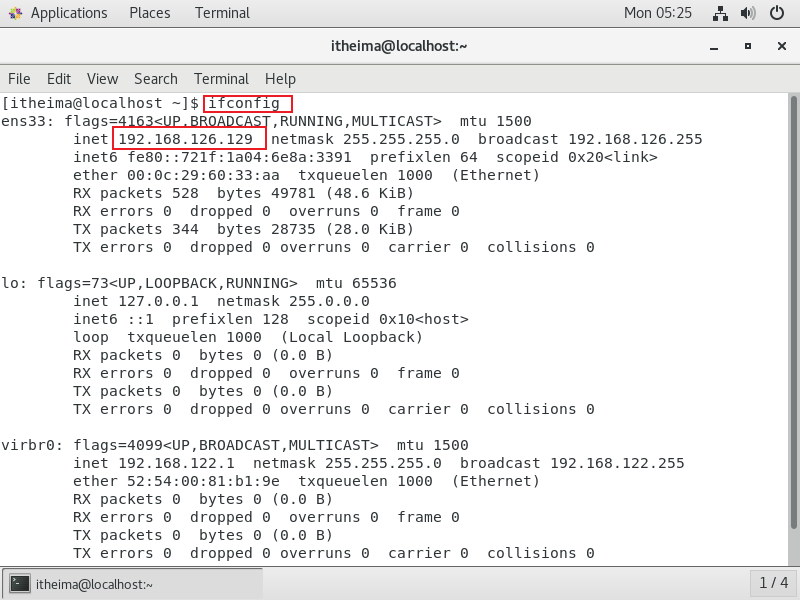 Applications Places Terminal Mon 05:25
itheima@localhost:~
File Edit View Search Terminal Help
[itheima@localhost ~]$ ifconfig
ens33: flags=4163<UP,BROADCAST,RUNNING,MULTICAST>  mtu 1500
        inet 192.168.126.129  netmask 255.255.255.0  broadcast 192.168.126.255
        inet6 fe80::721f:1a04:6e8a:3391  prefixlen 64  scopeid 0x20<link>
        ether 00:0c:29:60:33:aa  txqueuelen 1000  (Ethernet)
        RX packets 528  bytes 49781 (48.6 KiB)
        RX errors 0  dropped 0  overruns 0  frame 0
        TX packets 344  bytes 28735 (28.0 KiB)
        TX errors 0  dropped 0 overruns 0  carrier 0  collisions 0
lo: flags=73<UP,LOOPBACK,RUNNING>  mtu 65536
        inet 127.0.0.1  netmask 255.0.0.0
        inet6 ::1  prefixlen 128  scopeid 0x10<host>
        loop  txqueuelen 1000  (Local Loopback)
        RX packets 0  bytes 0 (0.0 B)
        RX errors 0  dropped 0  overruns 0  frame 0
        TX packets 0  bytes 0 (0.0 B)
        TX errors 0  dropped 0 overruns 0  carrier 0  collisions 0
virbr0: flags=4099<UP,BROADCAST,MULTICAST>  mtu 1500
        inet 192.168.122.1  netmask 255.255.255.0  broadcast 192.168.122.255
        ether 52:54:00:81:b1:9e  txqueuelen 1000  (Ethernet)
        RX packets 0  bytes 0 (0.0 B)
        RX errors 0  dropped 0  overruns 0  frame 0
        TX packets 0  bytes 0 (0.0 B)
        TX errors 0  dropped 0 overruns 0  carrier 0  collisions 0
itheima@localhost:~ 1 / 4